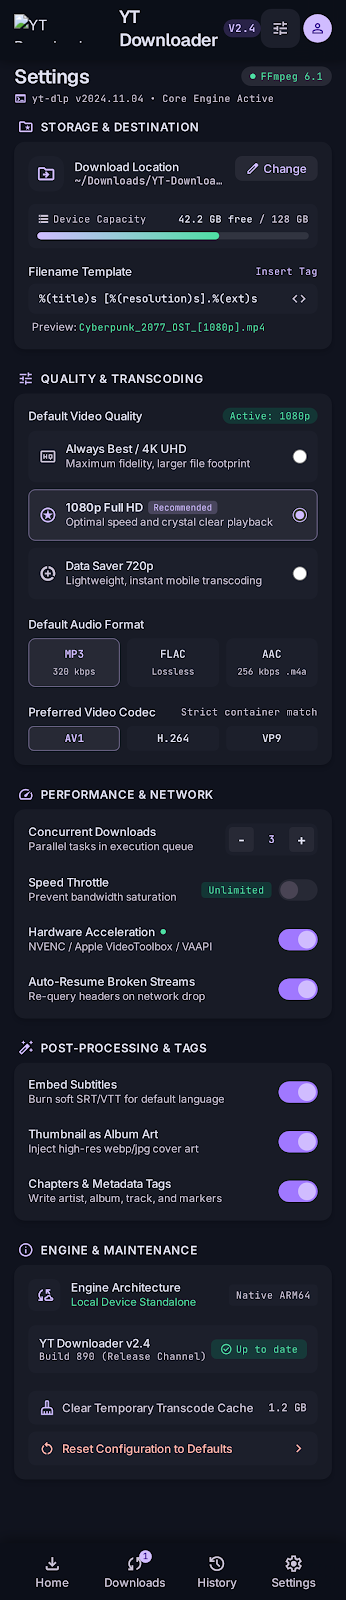 YT
YT Downloader
V2.4
Settings
FFmpeg 6.1
yt-dlp v2024.11.04 • Core Engine Active
STORAGE & DESTINATION
Download Location
~/Downloads/YT-Downloa…
Change
Device Capacity
42.2 GB free / 128 GB
Filename Template
Insert Tag
%(title)s [%(resolution)s].%(ext)s
Preview: Cyberpunk_2077_OST_[1080p].mp4
QUALITY & TRANSCODING
Default Video Quality
Active: 1080p
HQ
Always Best / 4K UHD
Maximum fidelity, larger file footprint
1080p Full HD
Recommended
Optimal speed and crystal clear playback
Data Saver 720p
Lightweight, instant mobile transcoding
Default Audio Format
MP3
FLAC
AAC
320 kbps
Lossless
256 kbps .m4a
Preferred Video Codec
Strict container match
AV1
H.264
VP9
PERFORMANCE & NETWORK
Concurrent Downloads
Parallel tasks in execution queue
-
3
+
Speed Throttle
Prevent bandwidth saturation
Unlimited
Hardware Acceleration
NVENC / Apple VideoToolbox / VAAPI
Auto-Resume Broken Streams
Re-query headers on network drop
POST-PROCESSING & TAGS
Embed Subtitles
Burn soft SRT/VTT for default language
Thumbnail as Album Art
Inject high-res webp/jpg cover art
Chapters & Metadata Tags
Write artist, album, track, and markers
ENGINE & MAINTENANCE
Engine Architecture
Local Device Standalone
Native ARM64
YT Downloader v2.4
Build 890 (Release Channel)
Up to date
Clear Temporary Transcode Cache
1.2 GB
Reset Configuration to Defaults
1
Home
Downloads
History
Settings